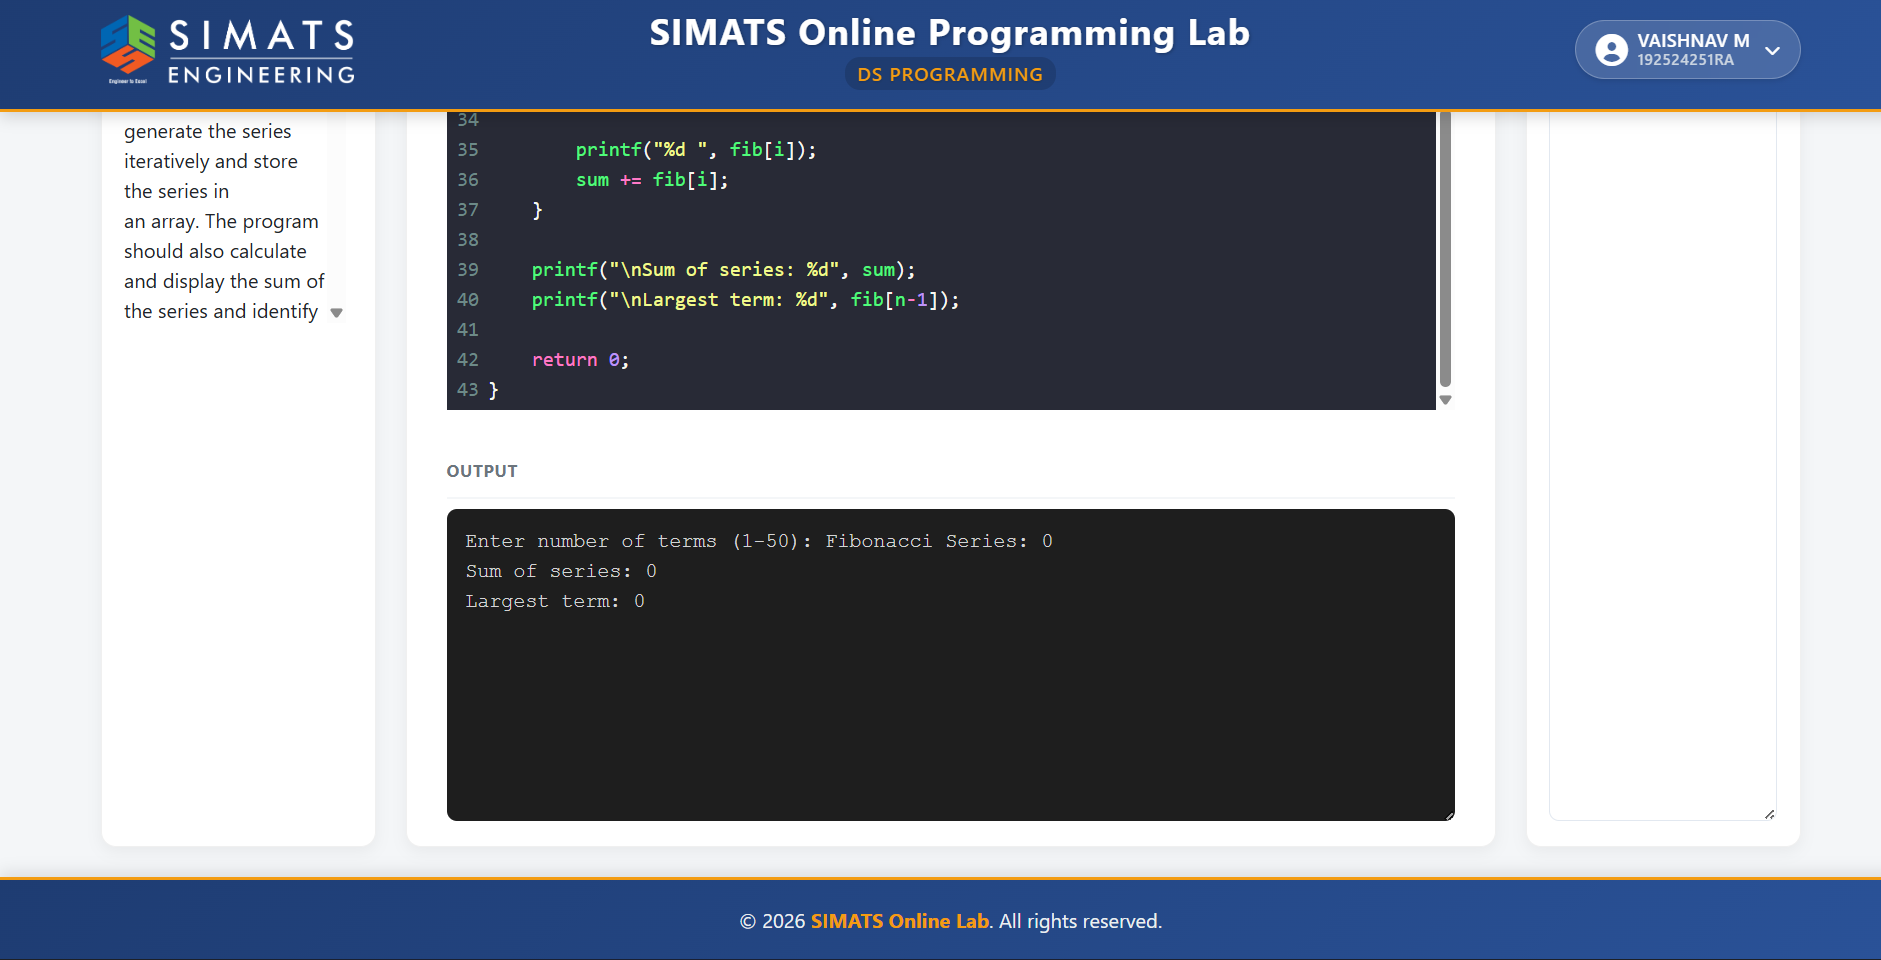 SIMATS
ENGINEERING
Engineer to Excel
SIMATS Online Programming Lab
DS PROGRAMMING
VAISHNAV M
192524251RA
generate the series
iteratively and store
the series in
an array. The program
should also calculate
and display the sum of
the series and identify
34
35 printf("%d ", fib[i]);
36 sum += fib[i];
37 }
38
39 printf("\nSum of series: %d", sum);
40 printf("\nLargest term: %d", fib[n-1]);
41
42 return 0;
43 }
OUTPUT
Enter number of terms (1-50): Fibonacci Series: 0
Sum of series: 0
Largest term: 0
© 2026 SIMATS Online Lab. All rights reserved.